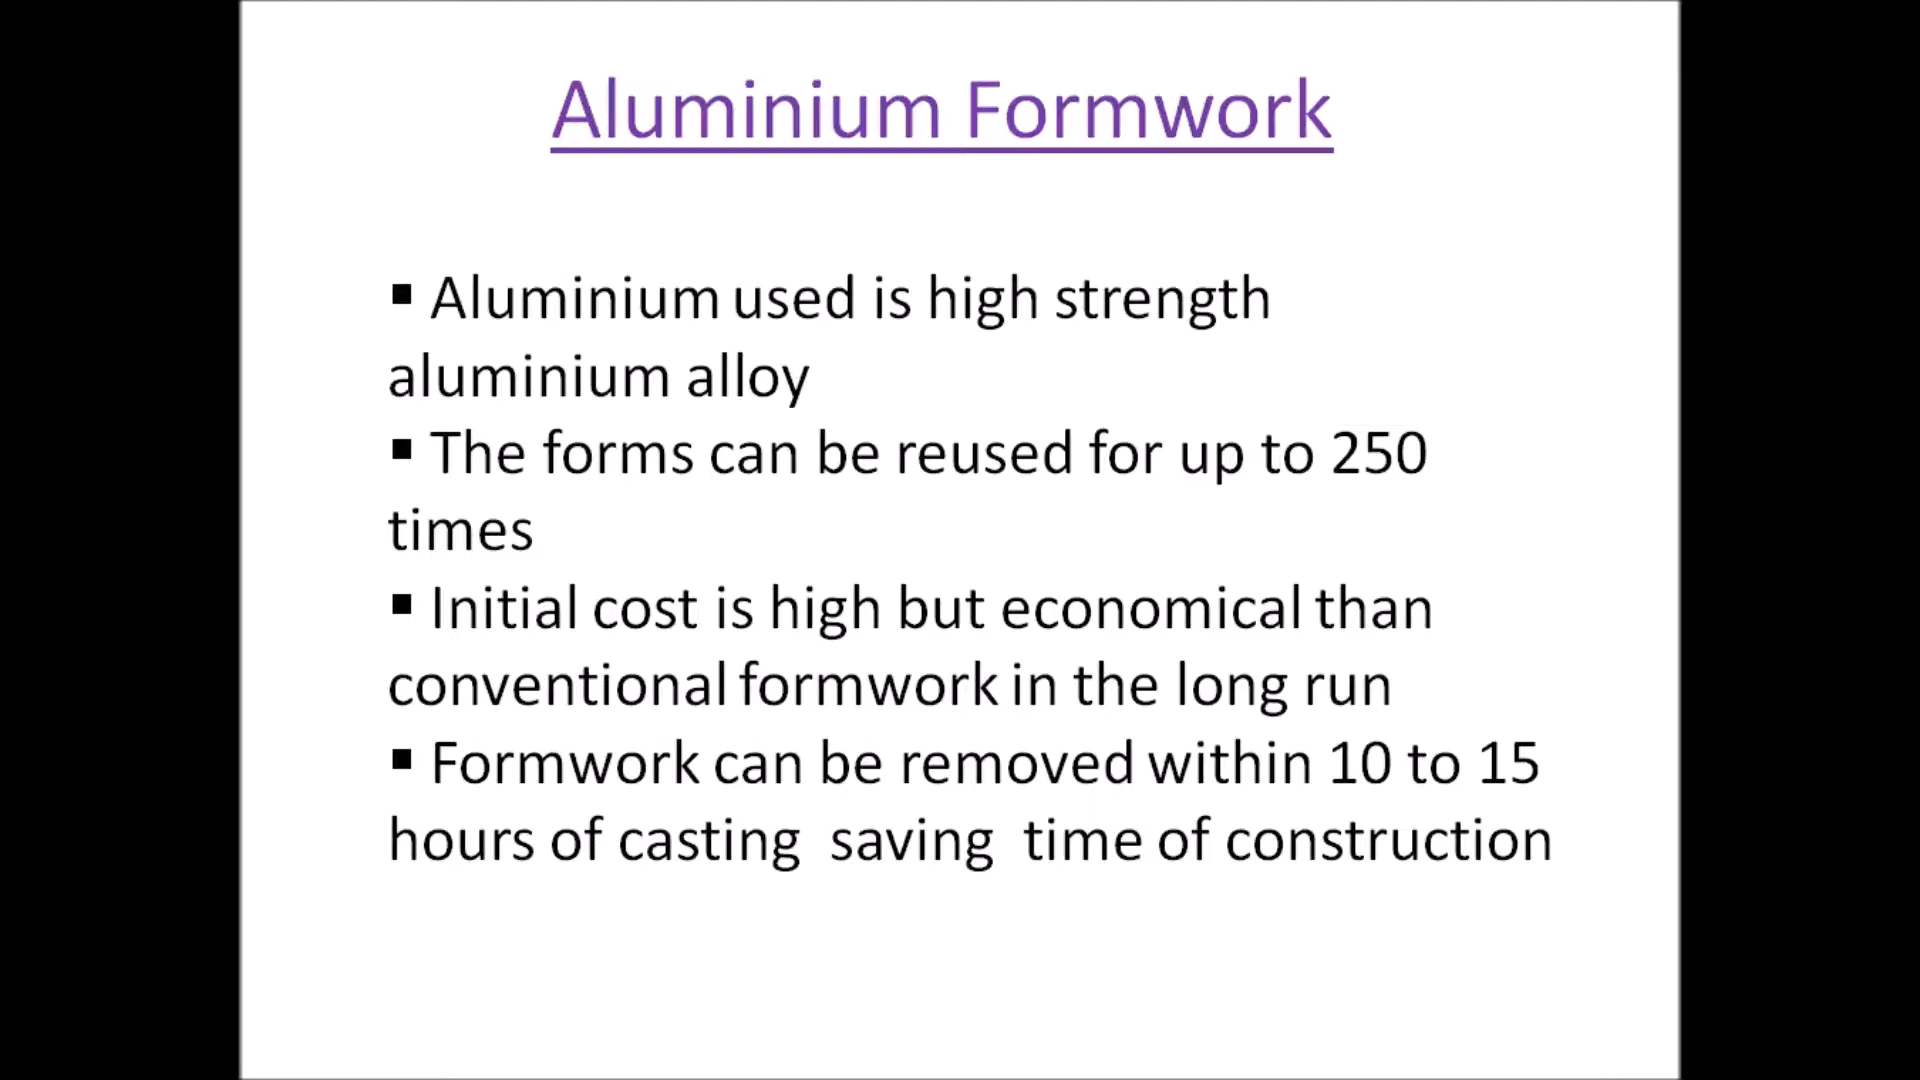 Aluminium Formwork
▪ Aluminium used is high strength
aluminium alloy
▪ The forms can be reused for up to 250
times
▪ Initial cost is high but economical than
conventional formwork in the long run
▪ Formwork can be removed within 10 to 15
hours of casting  saving  time of construction